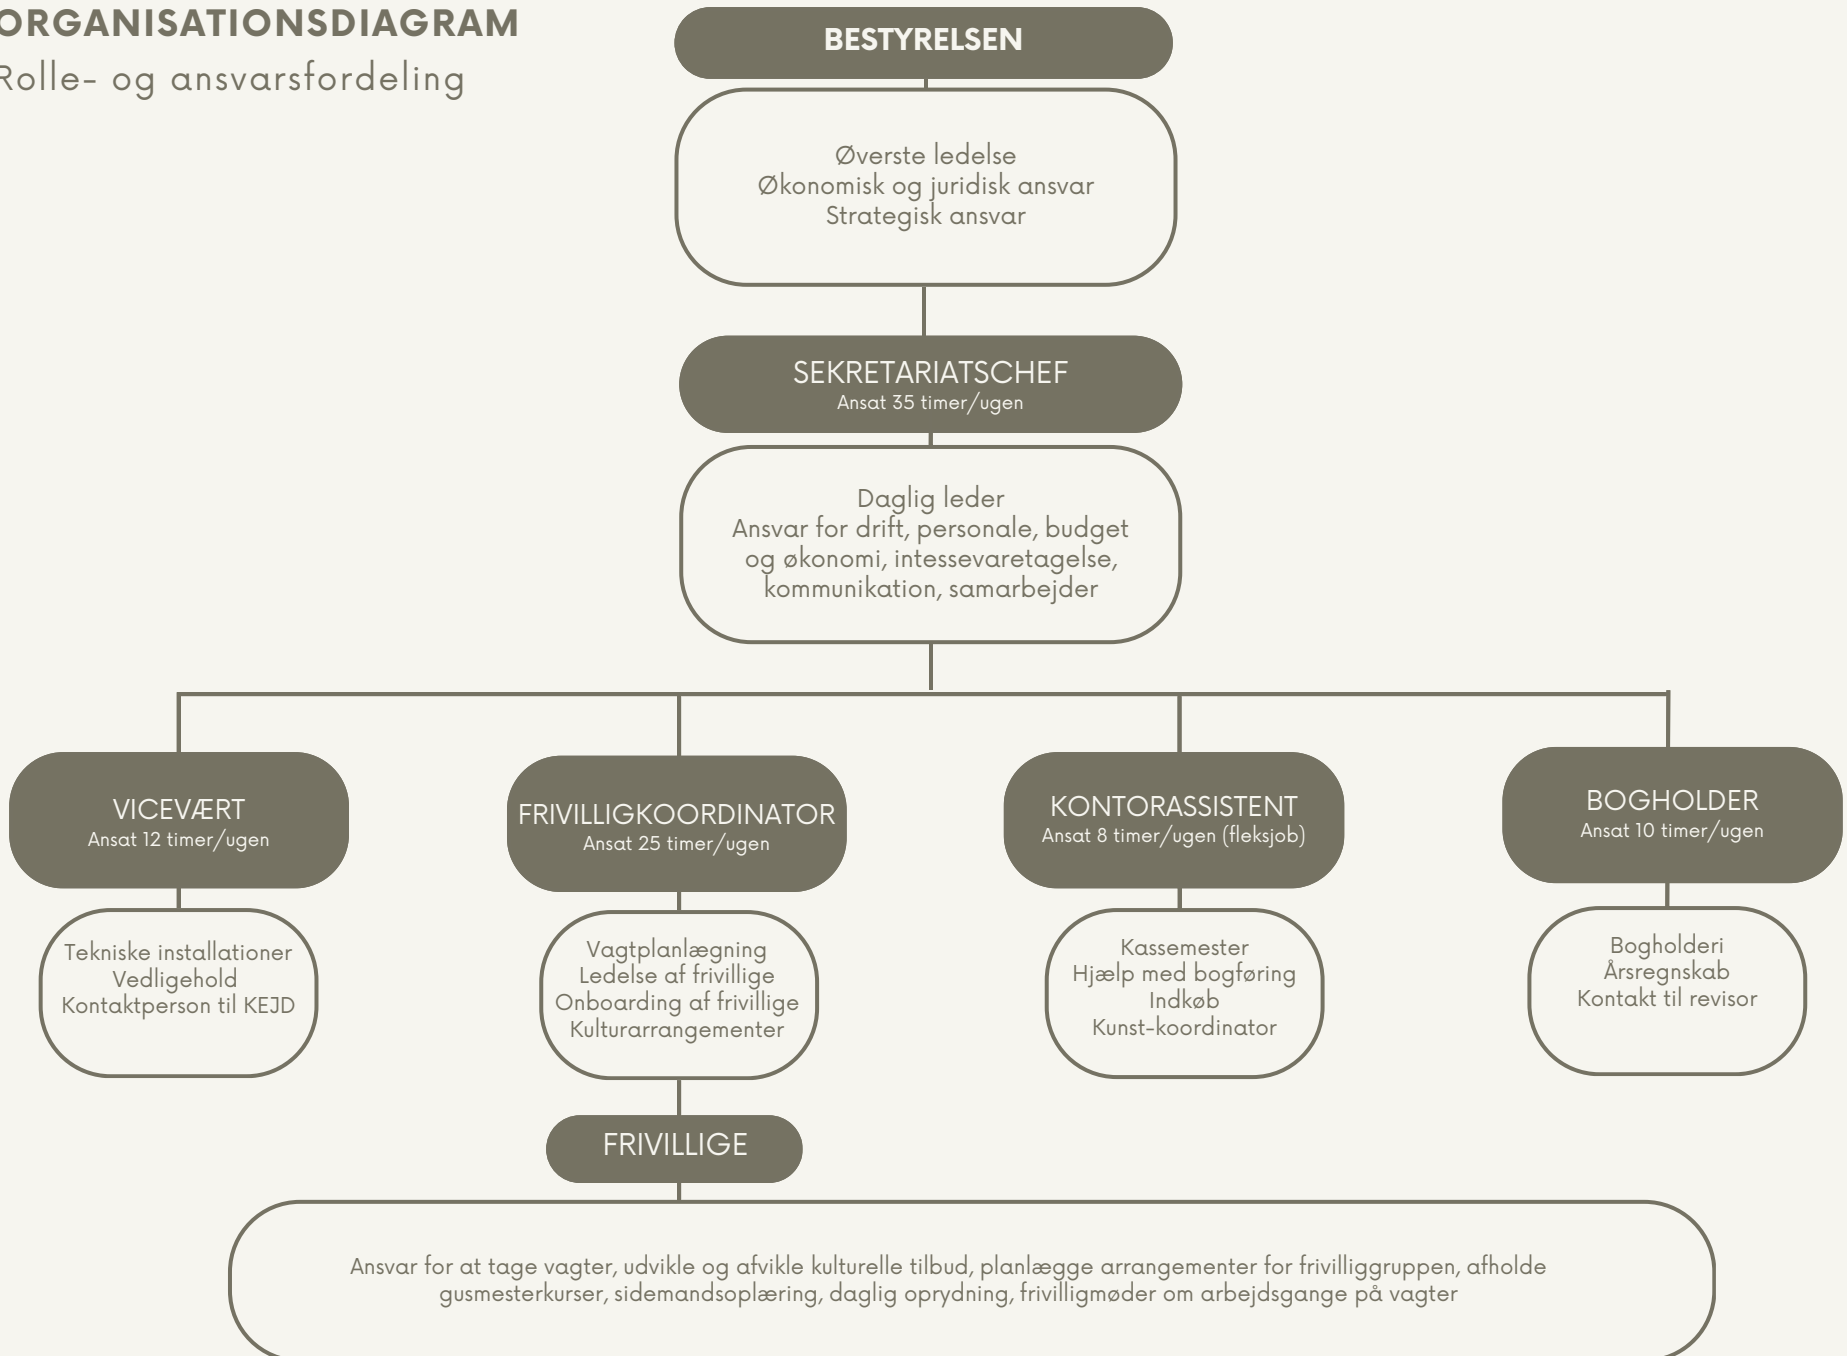 ORGANISATIONSDIAGRAM
Rolle- og ansvarsfordeling
BESTYRELSEN
Øverste ledelse
Økonomisk og juridisk ansvar
Strategisk ansvar
SEKRETARIATSCHEF
Ansat 35 timer/ugen
Daglig leder
Ansvar for drift, personale, budget
og økonomi, intessevaretagelse,
kommunikation, samarbejder
VICEVÆRT
Ansat 12 timer/ugen
Tekniske installationer
Vedligehold
Kontaktperson til KEJD
FRIVILLIGKOORDINATOR
Ansat 25 timer/ugen
Vagtplanlægning
Ledelse af frivillige
Onboarding af frivillige
Kulturarrangementer
KONTORASSISTENT
Ansat 8 timer/ugen (fleksjob)
Kassemester
Hjælp med bogføring
Indkøb
Kunst-koordinator
BOGHOLDER
Ansat 10 timer/ugen
Bogholderi
Årsregnskab
Kontakt til revisor
FRIVILLIGE
Ansvar for at tage vagter, udvikle og afvikle kulturelle tilbud, planlægge arrangementer for frivilliggruppen, afholde
gusmesterkurser, sidemandsoplæring, daglig oprydning, frivilligmøder om arbejdsgange på vagter